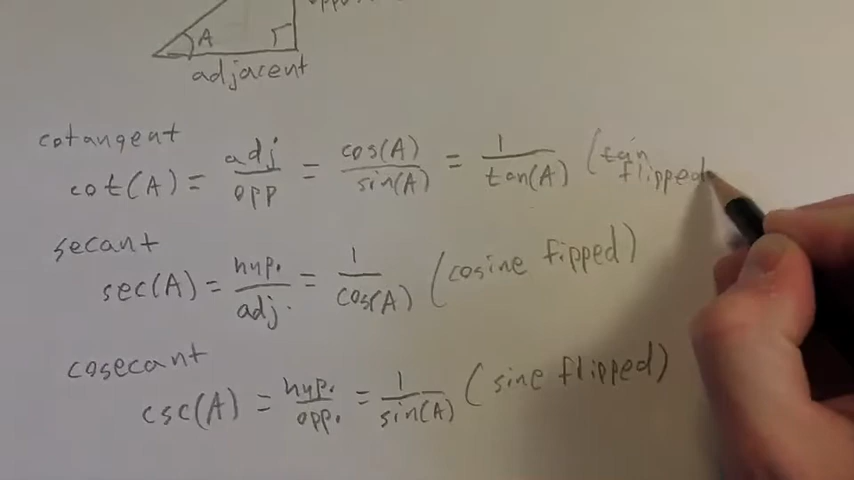 A
adjacent
cotangent
cot(A) = adj/opp = cos(A)/sin(A) = 1/tan(A) (tan flipped
secant
sec(A) = hyp./adj. = 1/cos(A) (cosine fipped)
cosecant
csc(A) = hyp./opp. = 1/sin(A) (sine flipped)